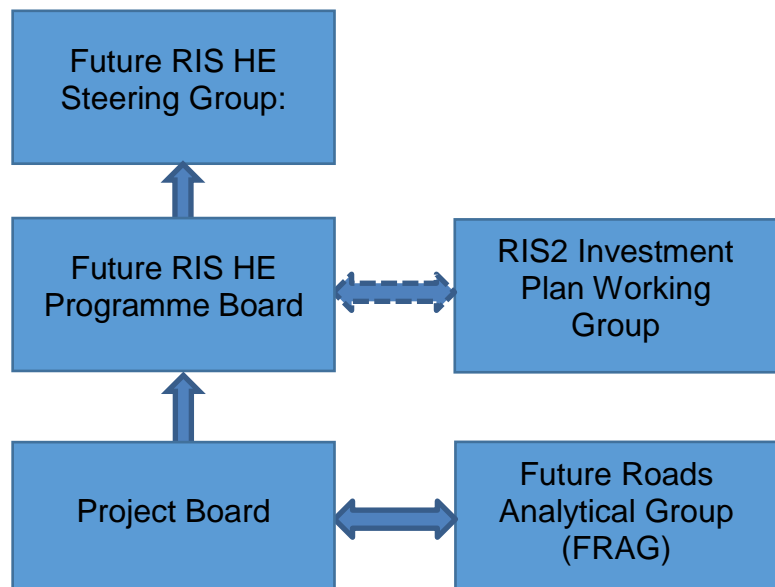 Future RIS HE
Steering Group:
Future RIS HE
Programme Board
RIS2 Investment
Plan Working
Group
Project Board
Future Roads
Analytical Group
(FRAG)